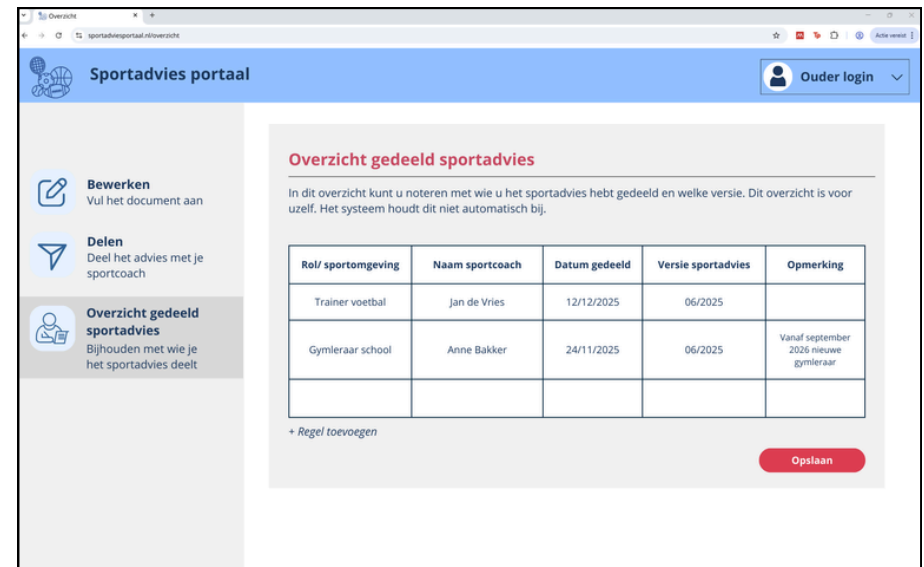 Overzicht
sportadviesportaal.nl/overzicht
Actie vereist
Sportadvies portaal
Ouder login
Bewerken
Vul het document aan
Delen
Deel het advies met je
sportcoach
Overzicht gedeeld
sportadvies
Bijhouden met wie je
het sportadvies deelt
Overzicht gedeeld sportadvies
In dit overzicht kunt u noteren met wie u het sportadvies hebt gedeeld en welke versie. Dit overzicht is voor
uzelf. Het systeem houdt dit niet automatisch bij.
Rol/ sportomgeving Naam sportcoach Datum gedeeld Versie sportadvies Opmerking
Trainer voetbal Jan de Vries 12/12/2025 06/2025
Gymleraar school Anne Bakker 24/11/2025 06/2025 Vanaf september
2026 nieuwe
gymleraar
+ Regel toevoegen
Opslaan